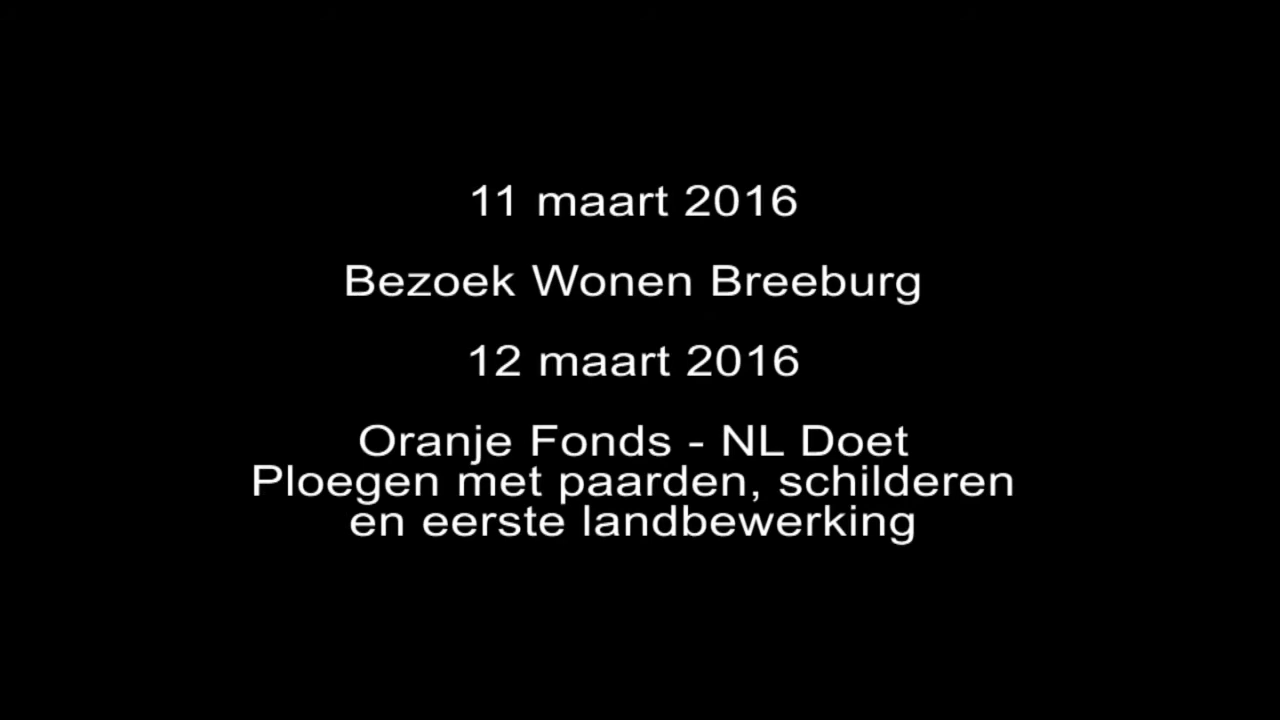 11 maart 2016
Bezoek Wonen Breeburg
12 maart 2016
Oranje Fonds - NL Doet
Ploegen met paarden, schilderen
en eerste landbewerking